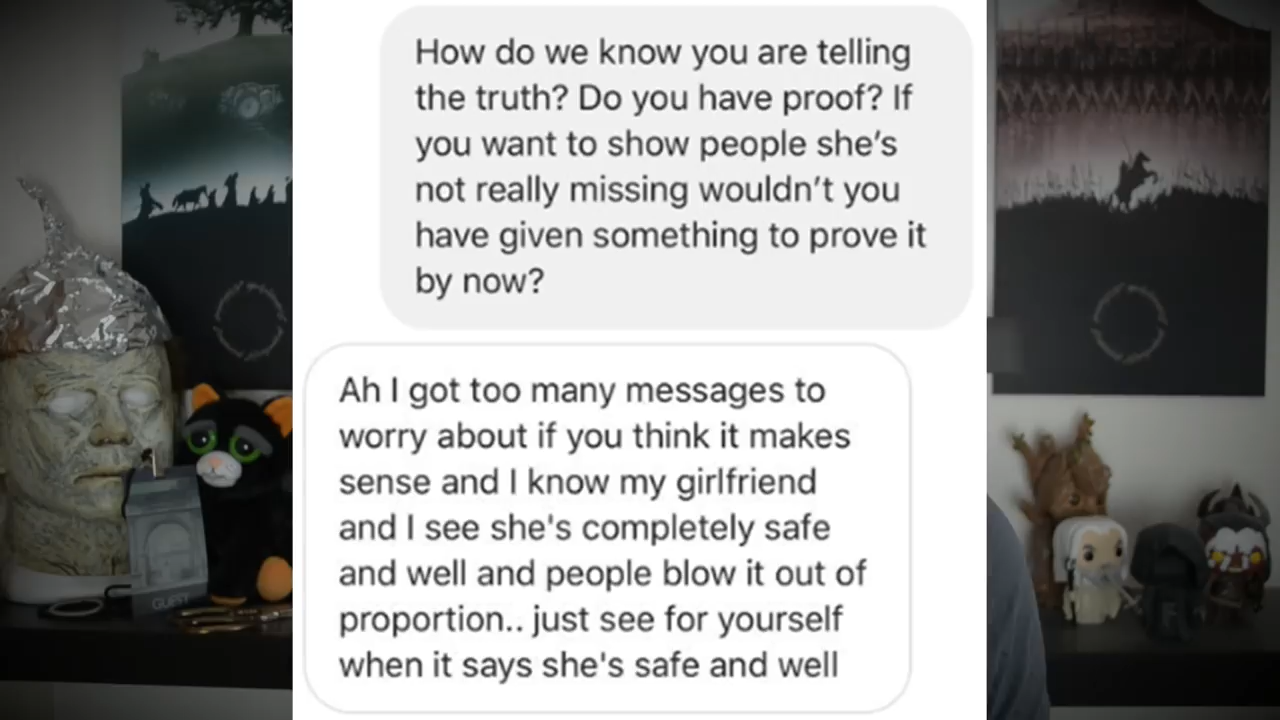 How do we know you are telling
the truth? Do you have proof? If
you want to show people she’s
not really missing wouldn’t you
have given something to prove it
by now?
Ah I got too many messages to
worry about if you think it makes
sense and I know my girlfriend
and I see she's completely safe
and well and people blow it out of
proportion.. just see for yourself
when it says she's safe and well
GUEST